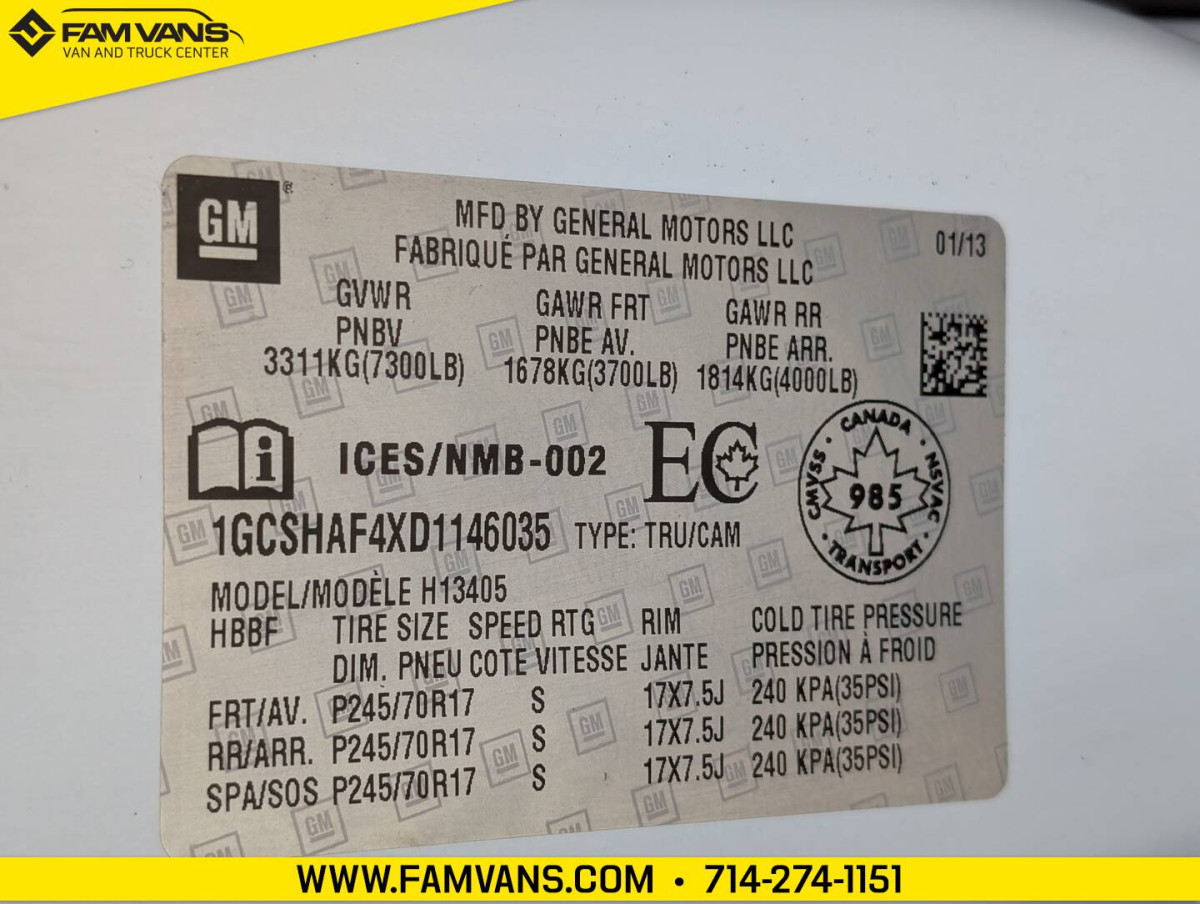 FAM VANS
VAN AND TRUCK CENTER
GM
MFD BY GENERAL MOTORS LLC
FABRIQUÉ PAR GENERAL MOTORS LLC
01/13
GVWR GAWR FRT GAWR RR
PNBV PNBE AV. PNBE ARR.
3311KG(7300LB) 1678KG(3700LB) 1814KG(4000LB)
i ICES/NMB-002 EC
CANADA
CMVSS 985 NSVAC
TRANSPORT
1GCSHAF4XD1146035 TYPE: TRU/CAM
MODEL/MODÈLE H13405
HBBF TIRE SIZE SPEED RTG RIM COLD TIRE PRESSURE
DIM. PNEU COTE VITESSE JANTE PRESSION À FROID
FRT/AV. P245/70R17 S 17X7.5J 240 KPA(35PSI)
RR/ARR. P245/70R17 S 17X7.5J 240 KPA(35PSI)
SPA/SOS P245/70R17 S 17X7.5J 240 KPA(35PSI)
WWW.FAMVANS.COM • 714-274-1151